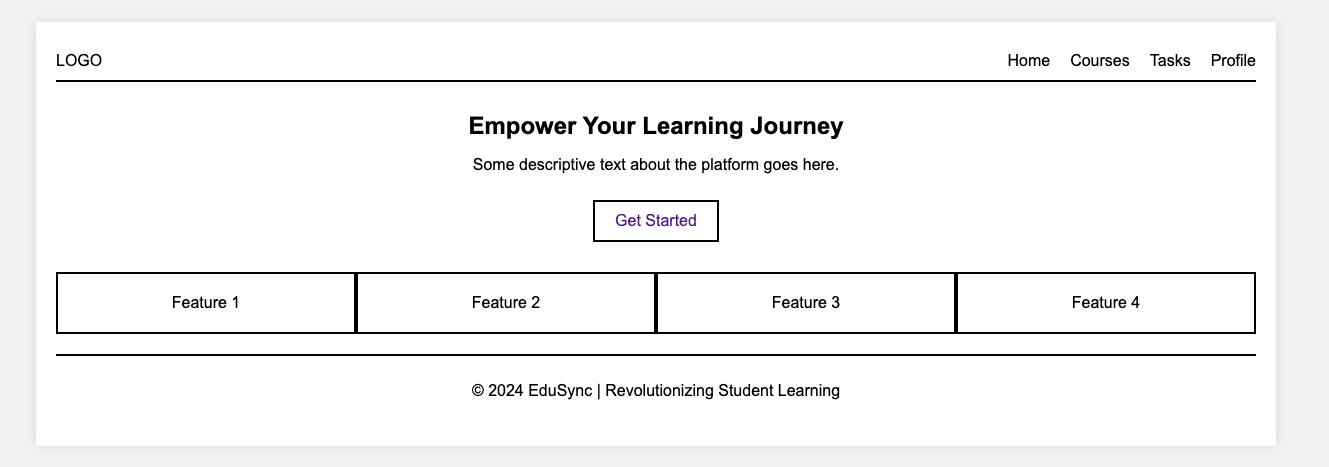 LOGO Home Courses Tasks Profile
Empower Your Learning Journey
Some descriptive text about the platform goes here.
Get Started
Feature 1 Feature 2 Feature 3 Feature 4
© 2024 EduSync | Revolutionizing Student Learning